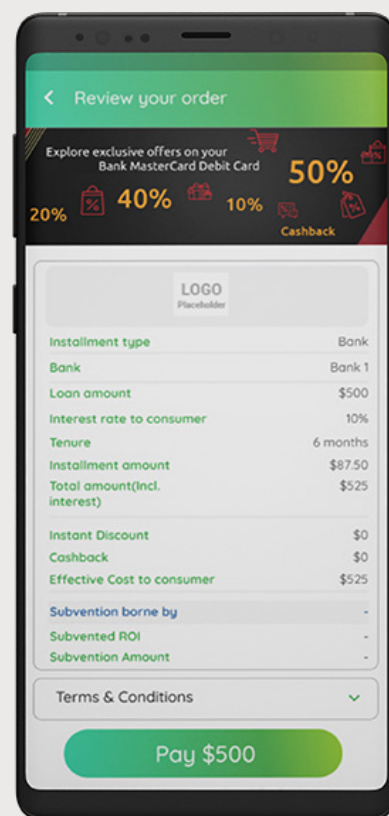 Review your order
Explore exclusive offers on your
Bank MasterCard Debit Card
50%
20%
40%
10%
Cashback
LOGO
Placeholder
Installment type Bank
Bank Bank 1
Loan amount $500
Interest rate to consumer 10%
Tenure 6 months
Installment amount $87.50
Total amount(Incl. $525
interest)
Instant Discount $0
Cashback $0
Effective Cost to consumer $525
Subvention borne by -
Subvented ROI -
Subvention Amount -
Terms & Conditions
Pay $500